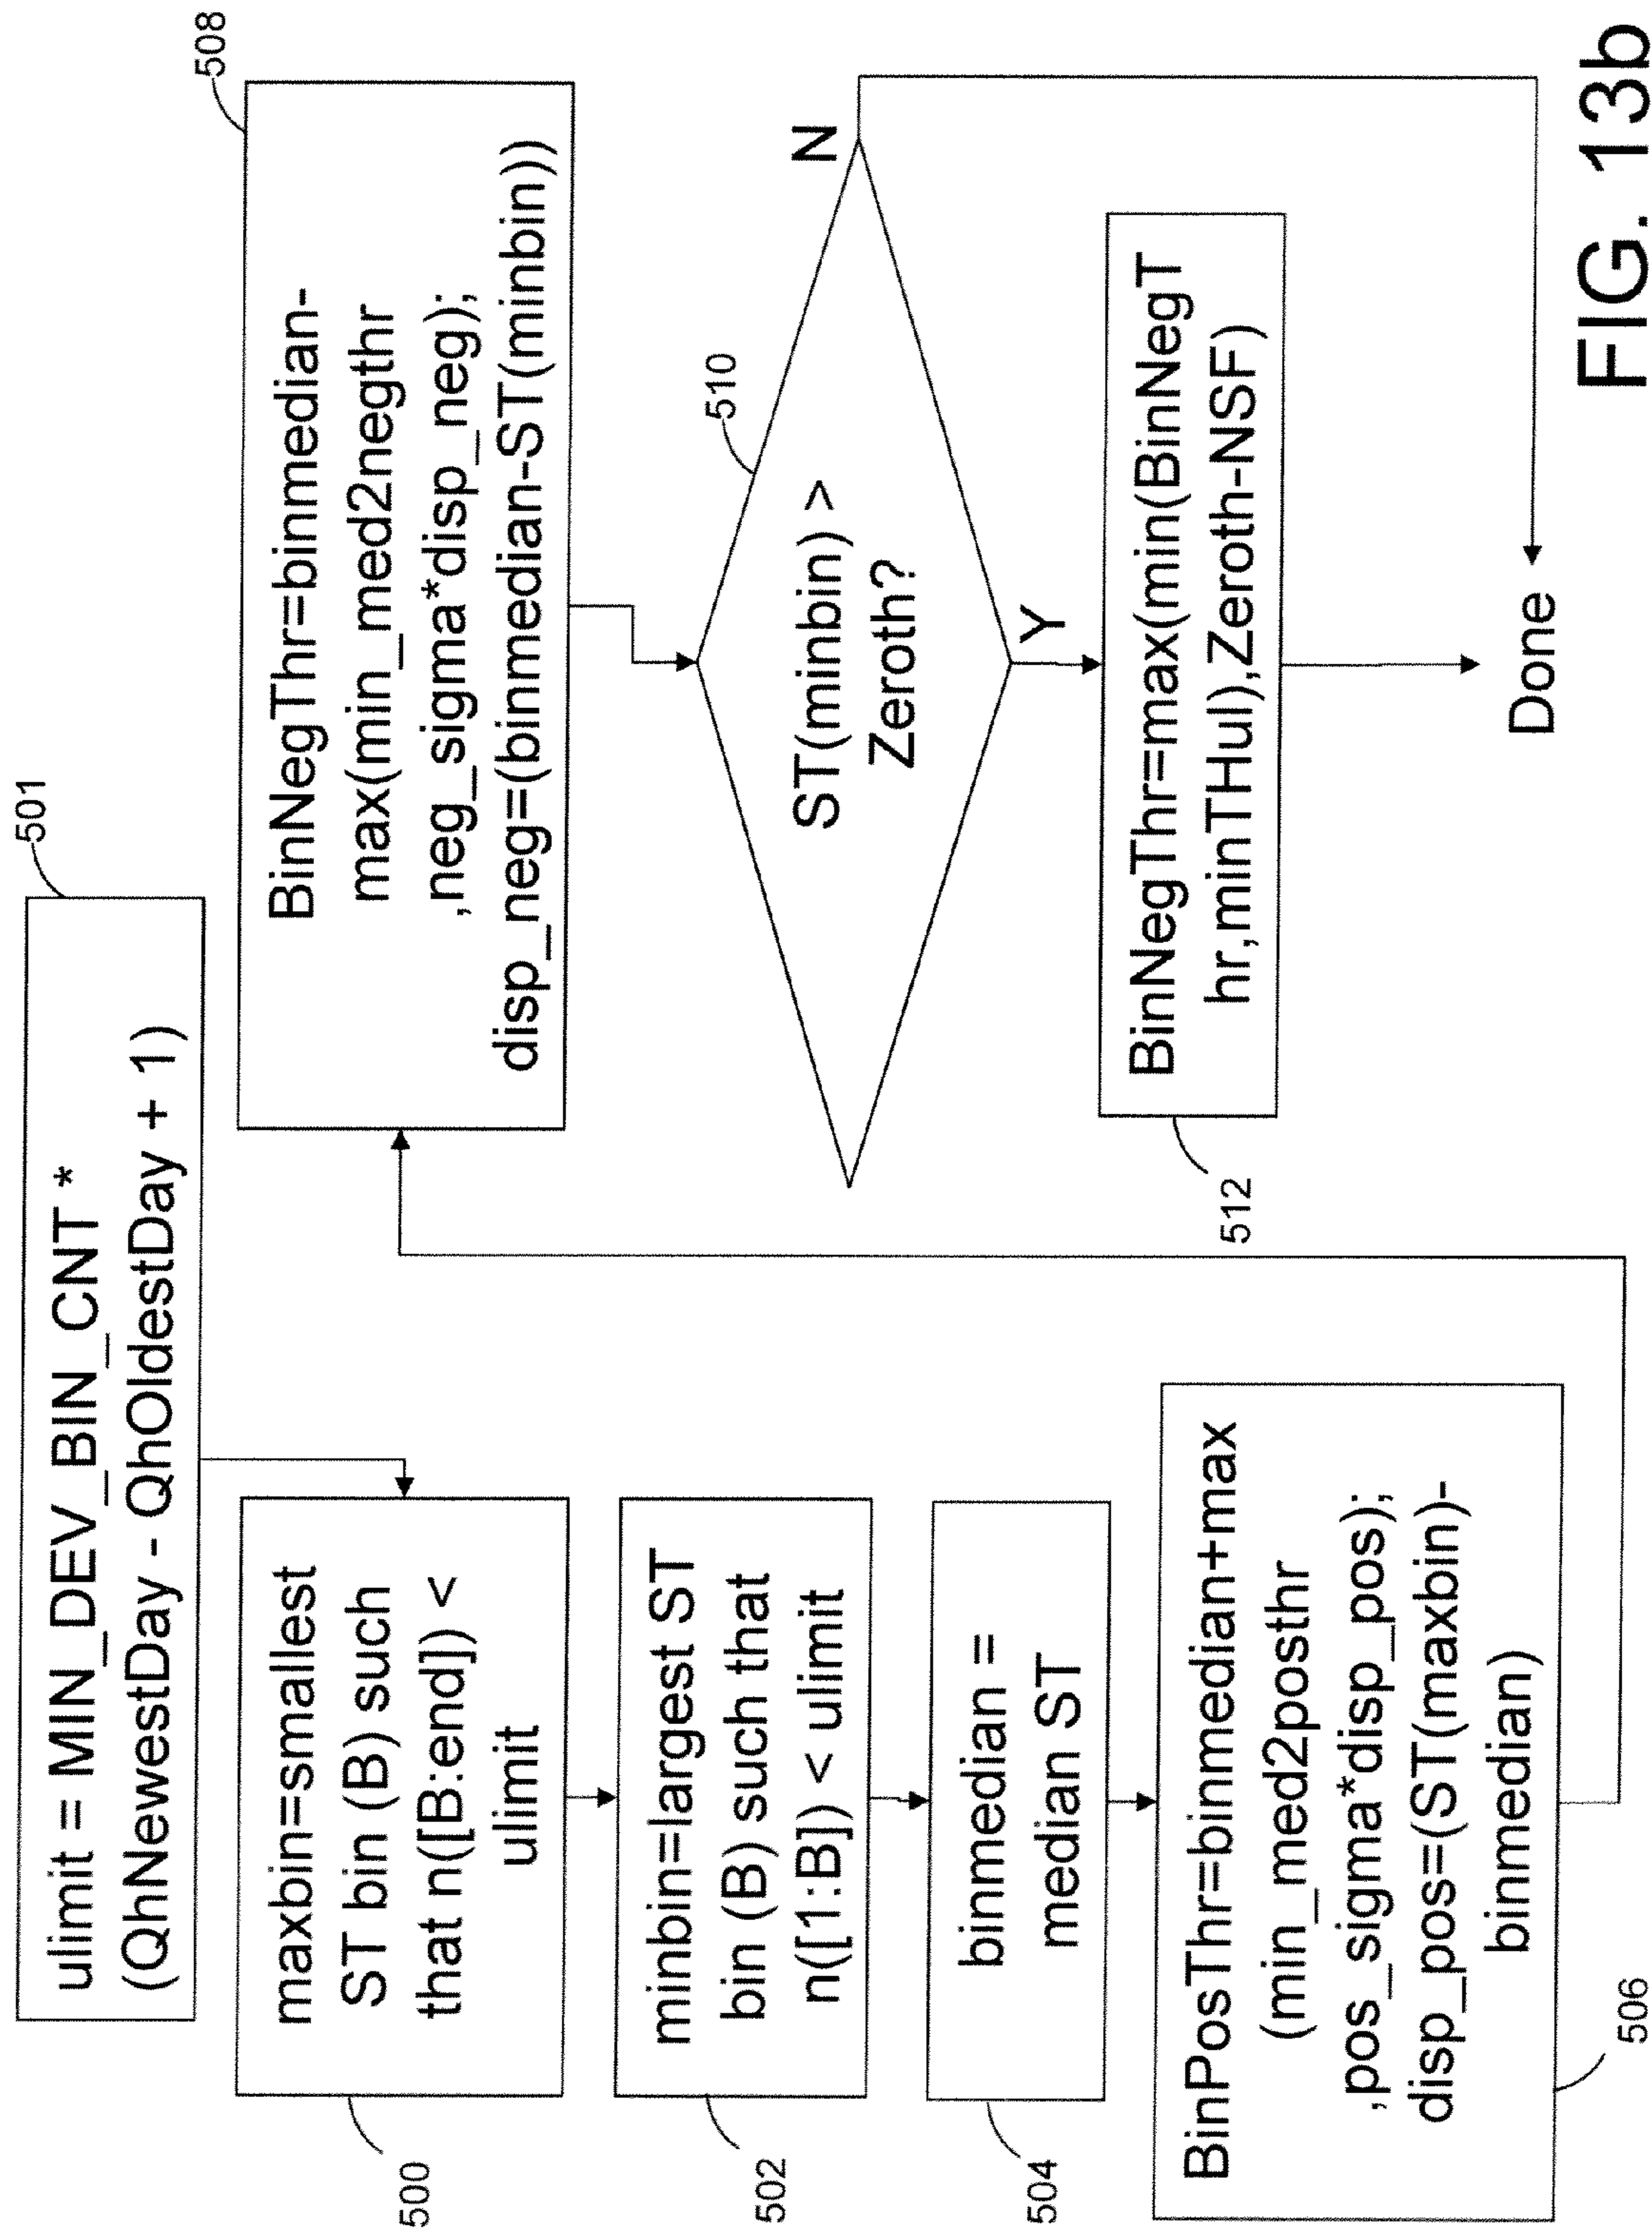 501
ulimit = MIN_DEV_BIN_CNT *
(QhNewestDay - QhOldestDay + 1)
500
maxbin=smallest
ST bin (B) such
that n([B:end]) <
ulimit
502
minbin=largest ST
bin (B) such that
n([1:B]) < ulimit
504
binmedian =
median ST
506
BinPosThr=binmedian+max
(min_med2posthr
,pos_sigma*disp_pos);
disp_pos=(ST(maxbin)-
binmedian)
508
BinNegThr=binmedian-
max(min_med2negthr
,neg_sigma*disp_neg);
disp_neg=(binmedian-ST(minbin))
510
ST(minbin) >
Zeroth?
N
Y
512
BinNegThr=max(min(BinNegT
hr,minTHul),Zeroth-NSF)
Done
FIG. 13b